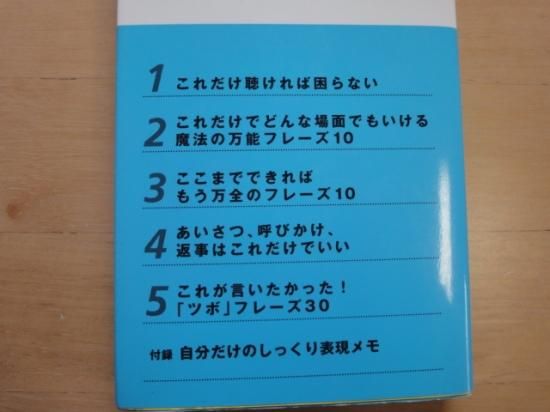 1 これだけ聴ければ困らない
2 これだけでどんな場面でもいける
魔法の万能フレーズ10
3 ここまでできれば
もう万全のフレーズ10
4 あいさつ、呼びかけ、
返事はこれだけでいい
5 これが言いたかった!
「ツボ」フレーズ30
付録 自分だけのしっくり表現メモ